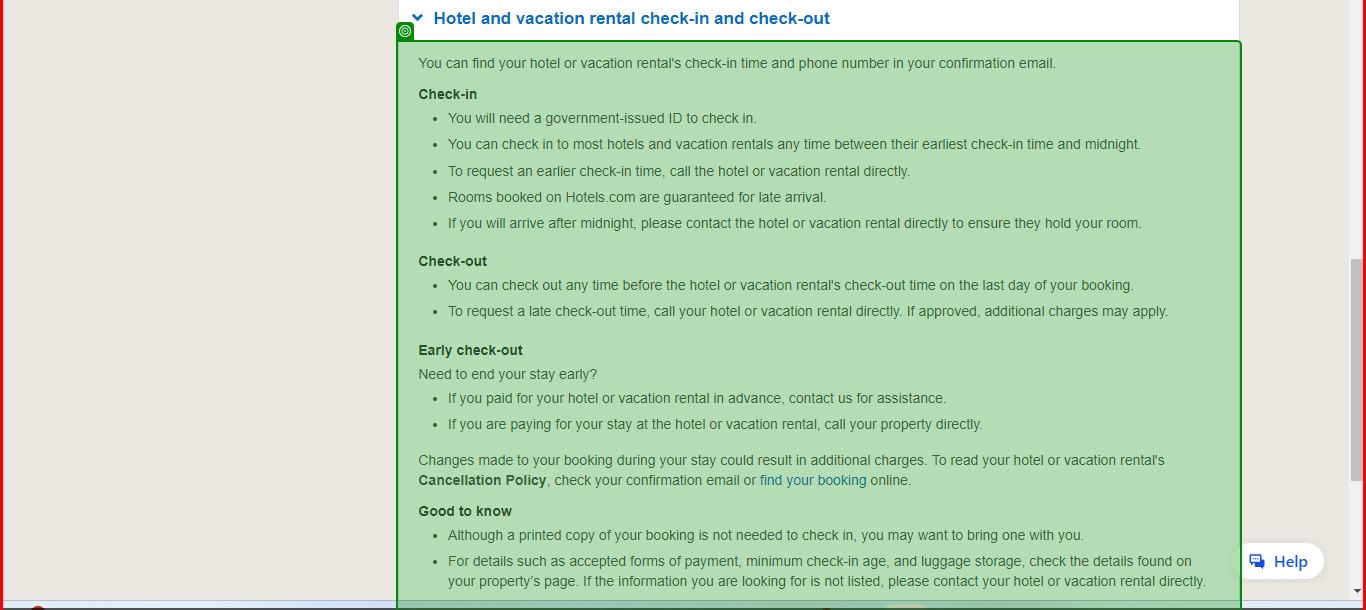 Hotel and vacation rental check-in and check-out
You can find your hotel or vacation rental's check-in time and phone number in your confirmation email.
Check-in
• You will need a government-issued ID to check in.
• You can check in to most hotels and vacation rentals any time between their earliest check-in time and midnight.
• To request an earlier check-in time, call the hotel or vacation rental directly.
• Rooms booked on Hotels.com are guaranteed for late arrival.
• If you will arrive after midnight, please contact the hotel or vacation rental directly to ensure they hold your room.
Check-out
• You can check out any time before the hotel or vacation rental's check-out time on the last day of your booking.
• To request a late check-out time, call your hotel or vacation rental directly. If approved, additional charges may apply.
Early check-out
Need to end your stay early?
• If you paid for your hotel or vacation rental in advance, contact us for assistance.
• If you are paying for your stay at the hotel or vacation rental, call your property directly.
Changes made to your booking during your stay could result in additional charges. To read your hotel or vacation rental's
Cancellation Policy, check your confirmation email or find your booking online.
Good to know
• Although a printed copy of your booking is not needed to check in, you may want to bring one with you.
• For details such as accepted forms of payment, minimum check-in age, and luggage storage, check the details found on
your property’s page. If the information you are looking for is not listed, please contact your hotel or vacation rental directly.
Help